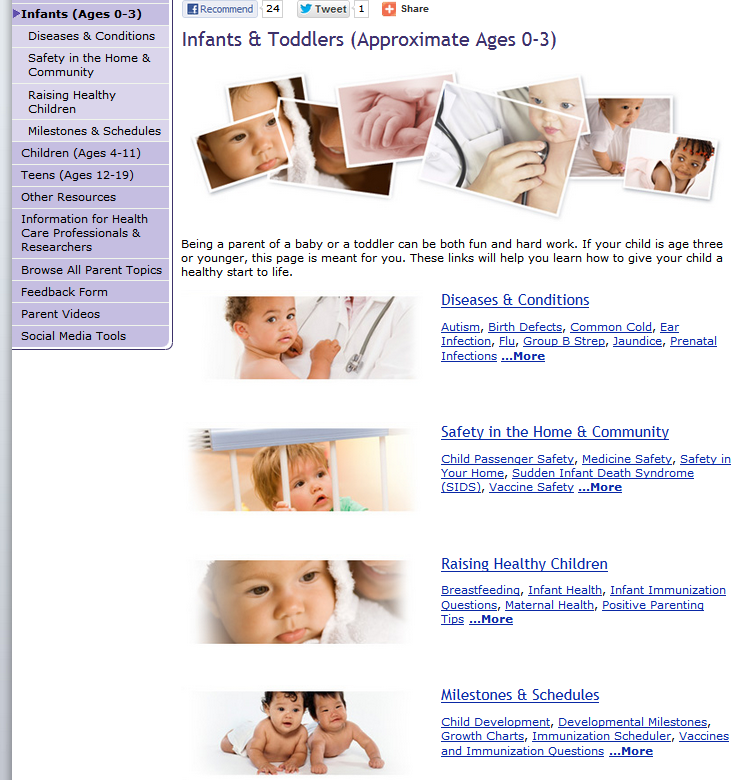 Infants (Ages 0-3)
Diseases & Conditions
Safety in the Home &
Community
Raising Healthy
Children
Milestones & Schedules
Children (Ages 4-11)
Teens (Ages 12-19)
Other Resources
Information for Health
Care Professionals &
Researchers
Browse All Parent Topics
Feedback Form
Parent Videos
Social Media Tools
Recommend 24 Tweet 1 Share
Infants & Toddlers (Approximate Ages 0-3)
Being a parent of a baby or a toddler can be both fun and hard work. If your child is age three
or younger, this page is meant for you. These links will help you learn how to give your child a
healthy start to life.
Diseases & Conditions
Autism, Birth Defects, Common Cold, Ear
Infection, Flu, Group B Strep, Jaundice, Prenatal
Infections ...More
Safety in the Home & Community
Child Passenger Safety, Medicine Safety, Safety in
Your Home, Sudden Infant Death Syndrome
(SIDS), Vaccine Safety ...More
Raising Healthy Children
Breastfeeding, Infant Health, Infant Immunization
Questions, Maternal Health, Positive Parenting
Tips ...More
Milestones & Schedules
Child Development, Developmental Milestones,
Growth Charts, Immunization Scheduler, Vaccines
and Immunization Questions ...More